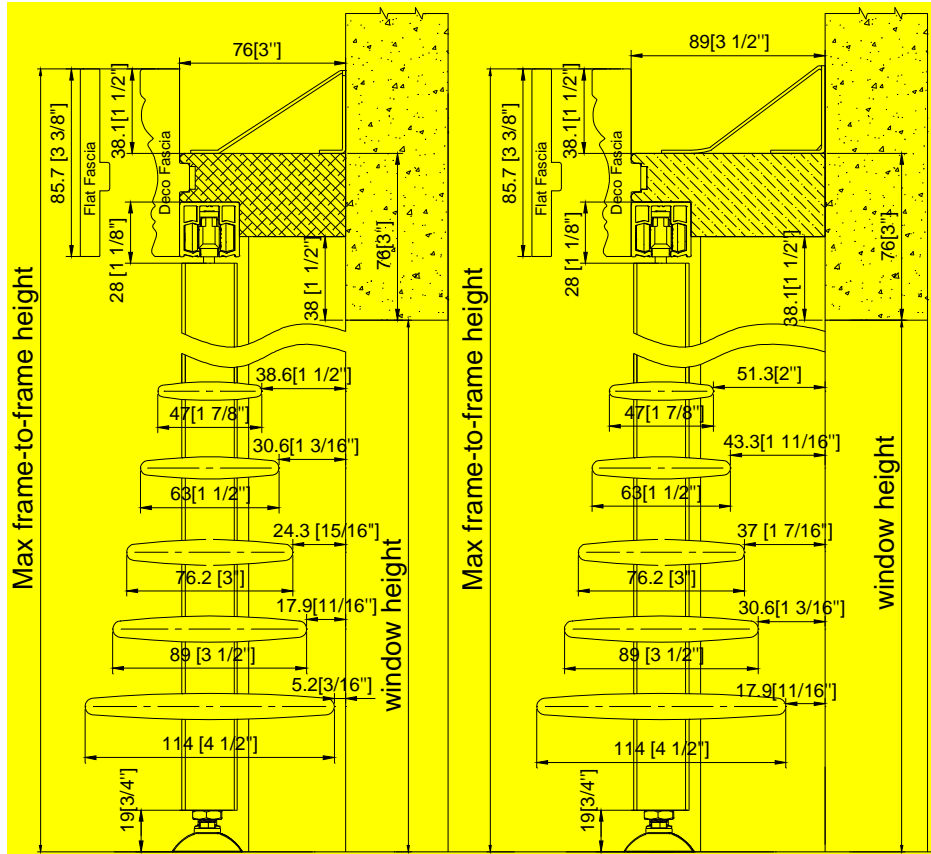 76[3"]
85.7 [3 3/8"]
Flat Fascia
38.1[1 1/2"]
Deco Fascia
28 [1 1/8"]
38 [1 1/2"]
76[3"]
Max frame-to-frame height
38.6[1 1/2"]
47[1 7/8"]
30.6[1 3/16"]
63[1 1/2"]
24.3 [15/16"]
76.2 [3"]
17.9[11/16"]
89 [3 1/2"]
5.2[3/16"]
114 [4 1/2"]
19[3/4"]
window height
89[3 1/2"]
85.7 [3 3/8"]
Flat Fascia
38.1[1 1/2"]
Deco Fascia
28 [1 1/8"]
38.1[1 1/2"]
76[3"]
Max frame-to-frame height
51.3[2"]
47[1 7/8"]
43.3[1 11/16"]
63[1 1/2"]
37 [1 7/16"]
76.2 [3"]
30.6[1 3/16"]
89 [3 1/2"]
17.9[11/16"]
114 [4 1/2"]
19[3/4"]
window height